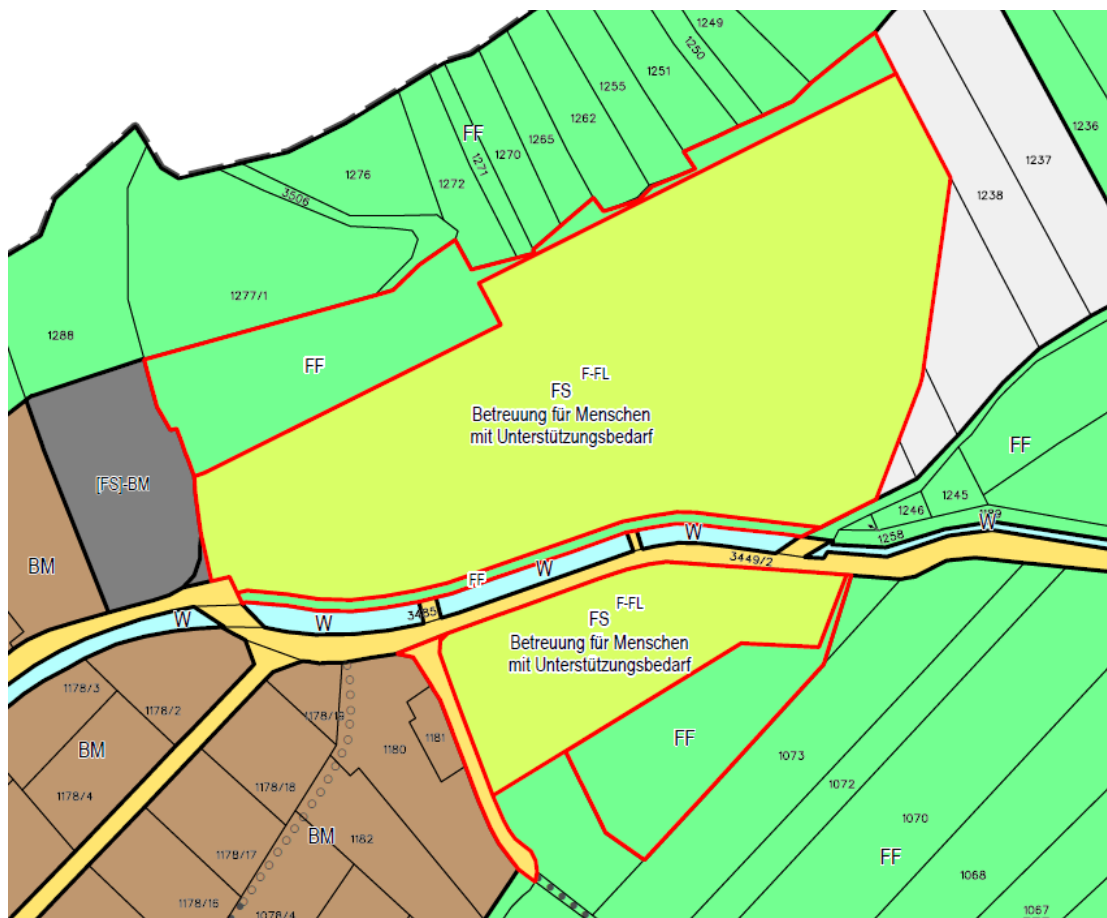 1249
1250
1251
1255
1262
1265
1270
1271
1272
FF
1276
3506
1277/1
1288
1236
1237
1238
FF
F-FL
FS
Betreuung für Menschen
mit Unterstützungsbedarf
[FS]-BM
BM
FF
1245
1246
1258
W
W
W
3449/2
FF
3485
W
W
F-FL
FS
Betreuung für Menschen
mit Unterstützungsbedarf
1178/3
1178/2
BM
1178/4
1178/19
1180
1181
1178/18
1178/17
BM
1182
1178/16
1078/4
FF
1073
1072
1070
FF
1068
1067